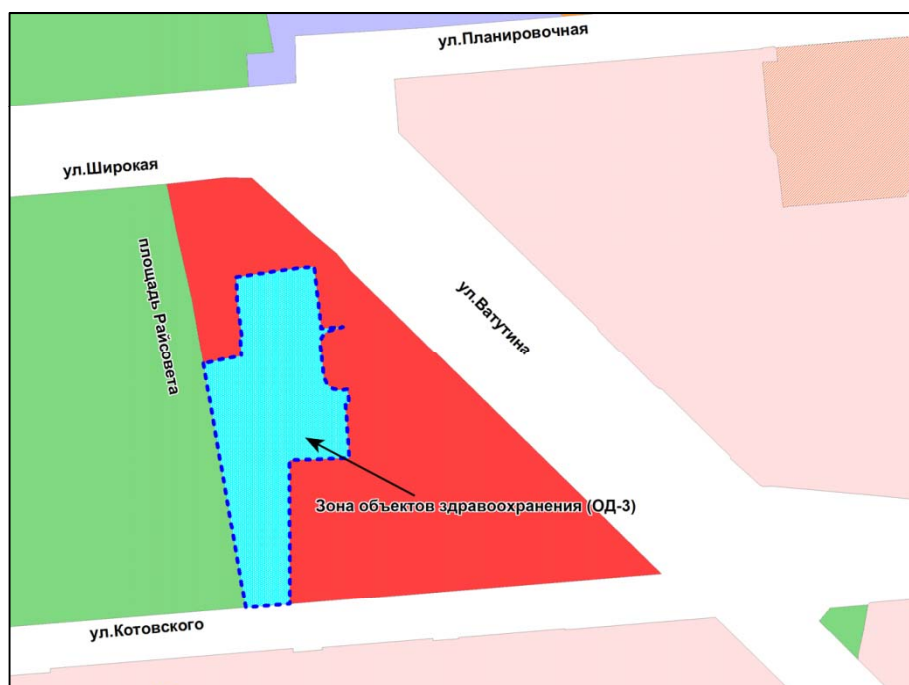 ул.Планировочная
ул.Широкая
площадь Райсовета
ул.Ватутина
Зона объектов здравоохранения (ОД-3)
ул.Котовского